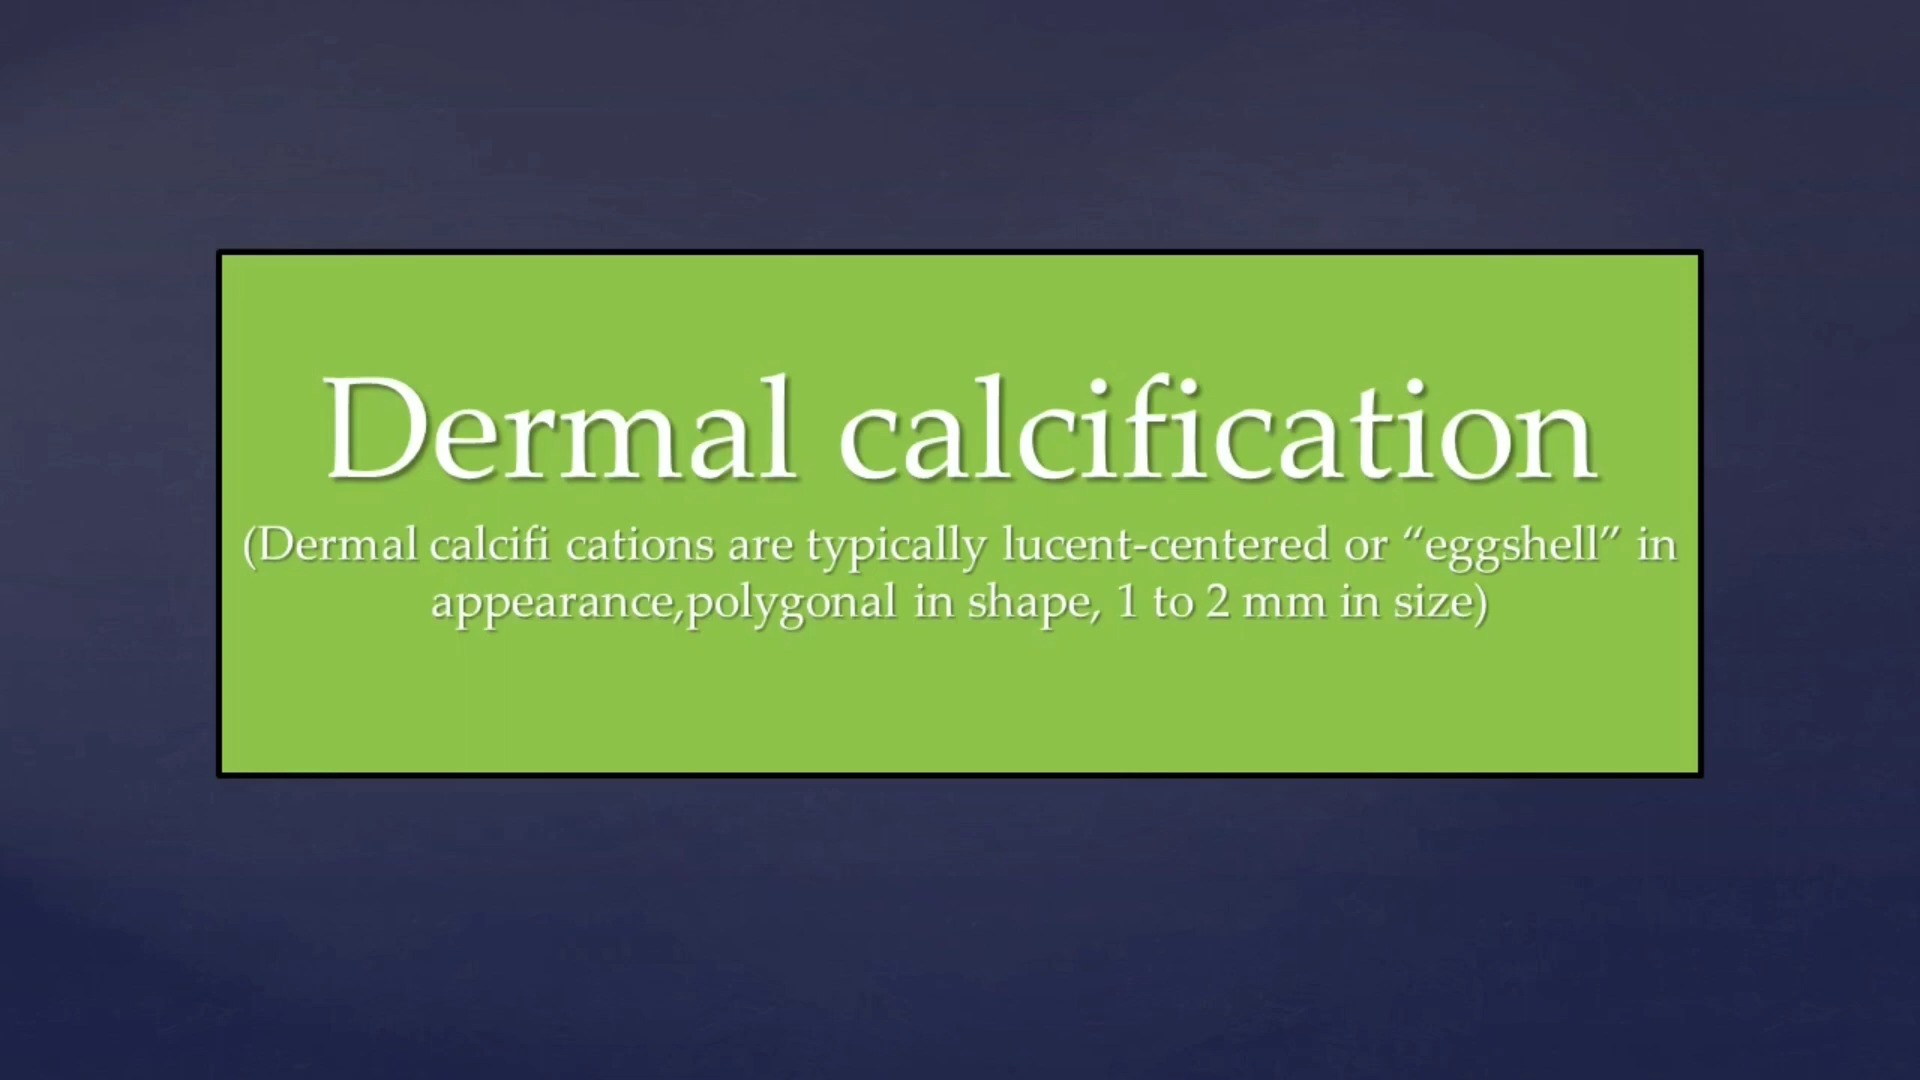 Dermal calcification
(Dermal calcifi cations are typically lucent-centered or “eggshell” in
appearance,polygonal in shape, 1 to 2 mm in size)